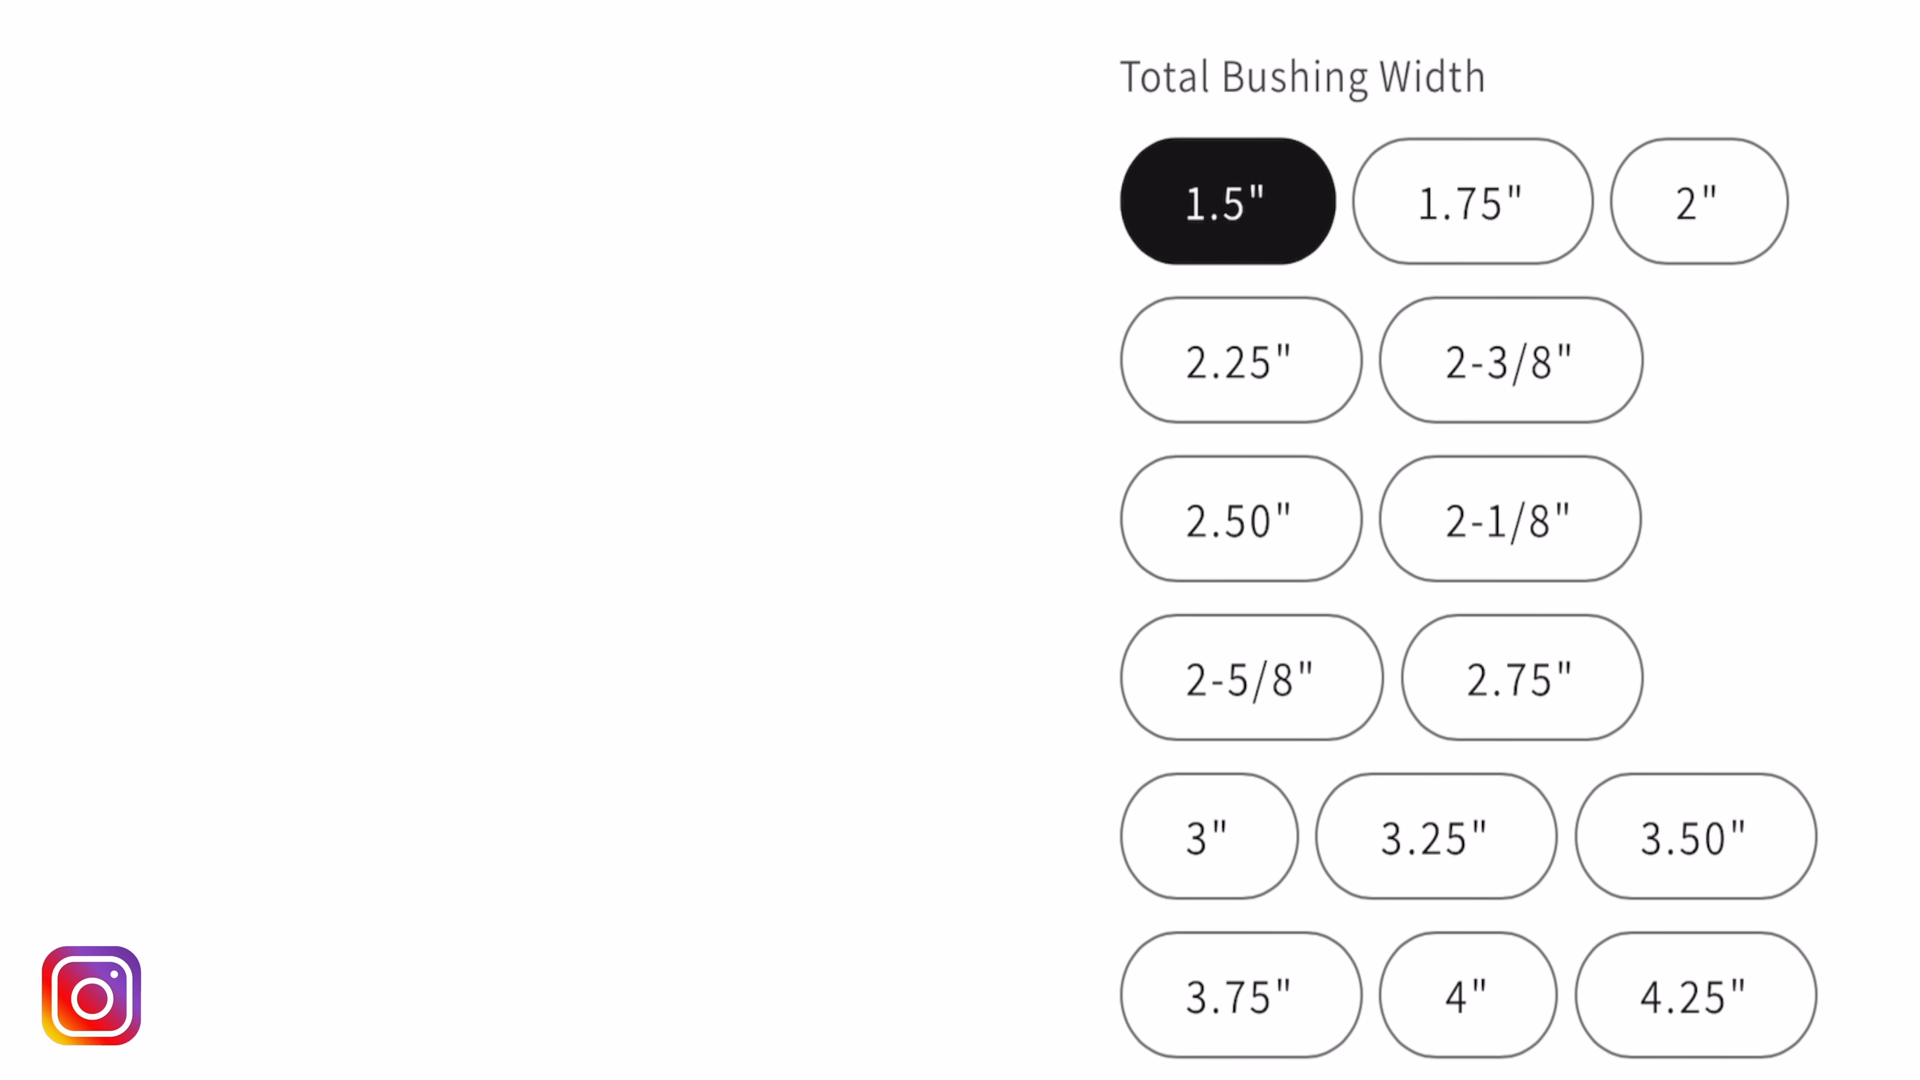 Total Bushing Width
1.5" 1.75" 2"
2.25" 2-3/8"
2.50" 2-1/8"
2-5/8" 2.75"
3" 3.25" 3.50"
3.75" 4" 4.25"